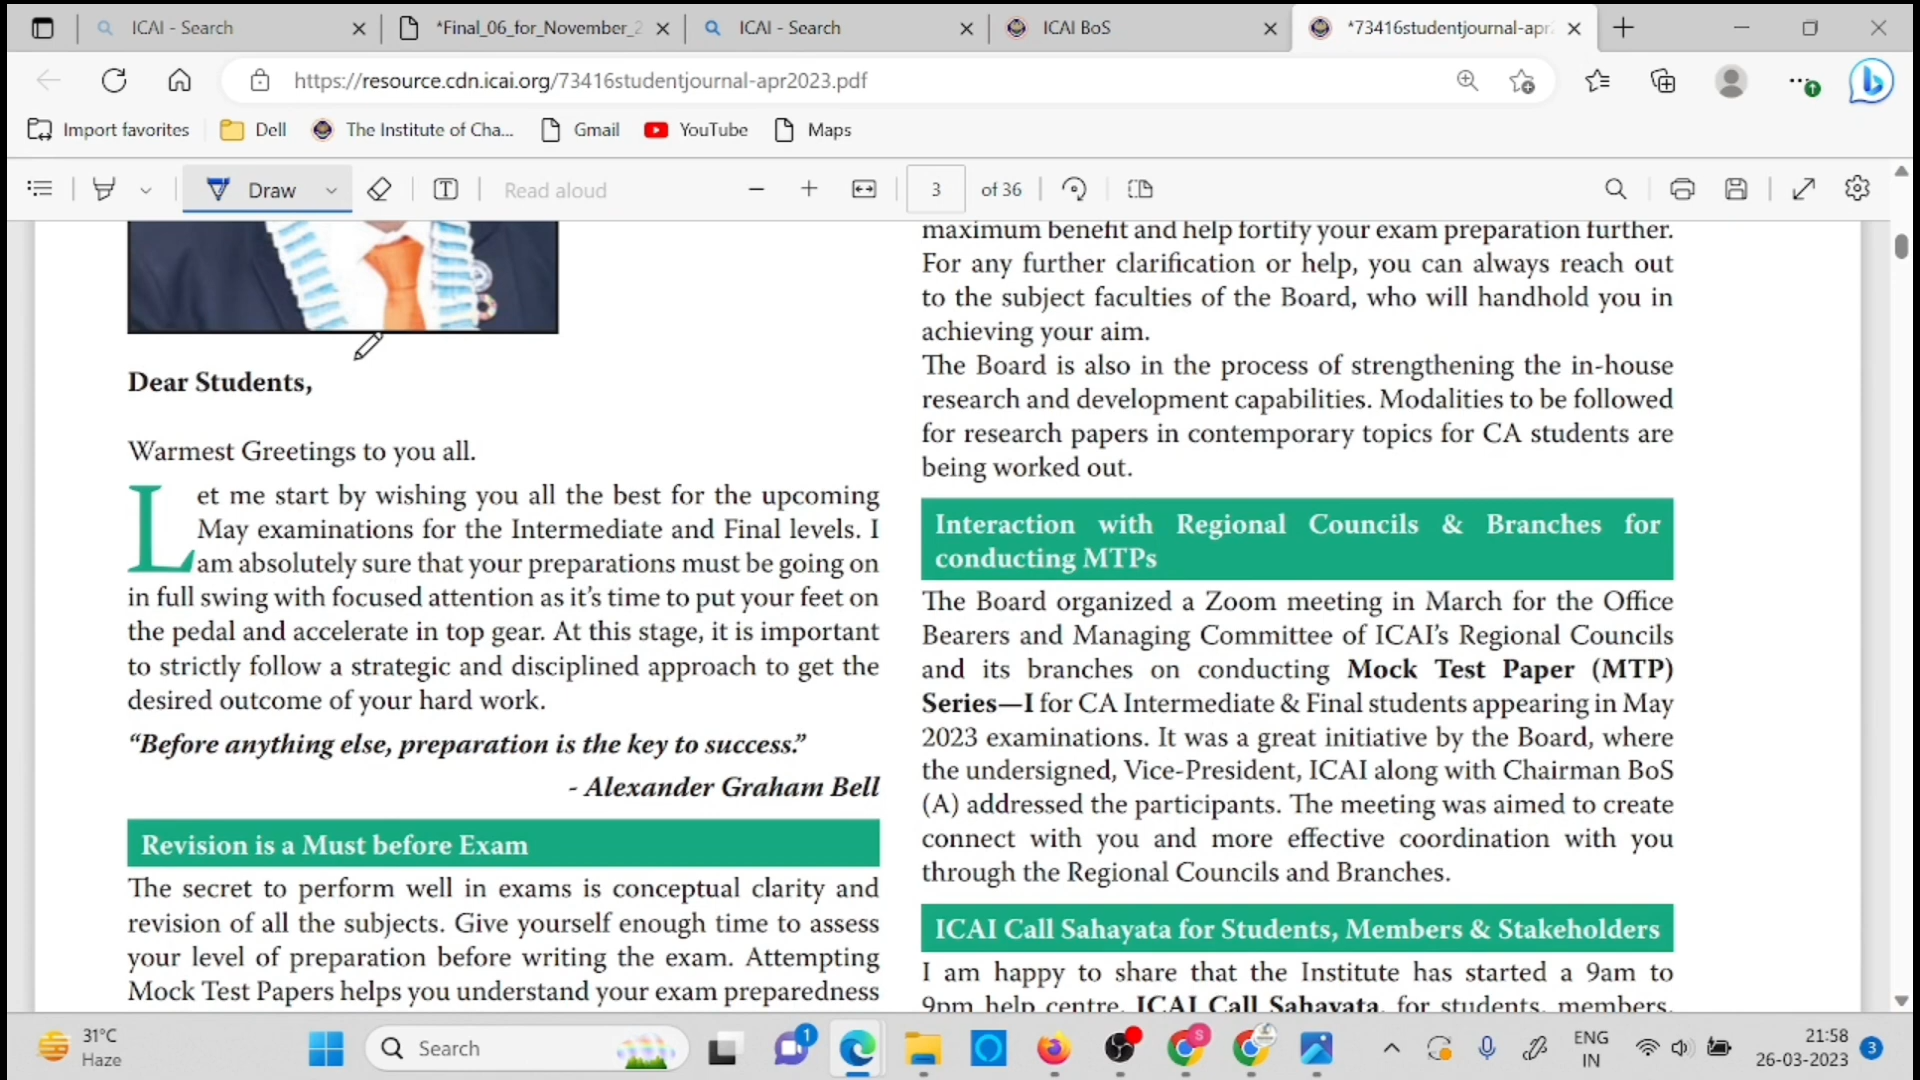 ICAI - Search
*Final_06_for_November_2
ICAI - Search
ICAI BoS
*73416studentjournal-apr
https://resource.cdn.icai.org/73416studentjournal-apr2023.pdf
Import favorites
Dell
The Institute of Cha...
Gmail
YouTube
Maps
Draw
Read aloud
3
of 36
Dear Students,
Warmest Greetings to you all.
Let me start by wishing you all the best for the upcoming
May examinations for the Intermediate and Final levels. I
am absolutely sure that your preparations must be going on
in full swing with focused attention as it’s time to put your feet on
the pedal and accelerate in top gear. At this stage, it is important
to strictly follow a strategic and disciplined approach to get the
desired outcome of your hard work.
“Before anything else, preparation is the key to success.”
- Alexander Graham Bell
Revision is a Must before Exam
The secret to perform well in exams is conceptual clarity and
revision of all the subjects. Give yourself enough time to assess
your level of preparation before writing the exam. Attempting
Mock Test Papers helps you understand your exam preparedness
maximum benefit and help fortify your exam preparation further.
For any further clarification or help, you can always reach out
to the subject faculties of the Board, who will handhold you in
achieving your aim.
The Board is also in the process of strengthening the in-house
research and development capabilities. Modalities to be followed
for research papers in contemporary topics for CA students are
being worked out.
Interaction with Regional Councils & Branches for
conducting MTPs
The Board organized a Zoom meeting in March for the Office
Bearers and Managing Committee of ICAI’s Regional Councils
and its branches on conducting Mock Test Paper (MTP)
Series—I for CA Intermediate & Final students appearing in May
2023 examinations. It was a great initiative by the Board, where
the undersigned, Vice-President, ICAI along with Chairman BoS
(A) addressed the participants. The meeting was aimed to create
connect with you and more effective coordination with you
through the Regional Councils and Branches.
ICAI Call Sahayata for Students, Members & Stakeholders
I am happy to share that the Institute has started a 9am to
9pm help centre, ICAI Call Sahayata, for students, members,
31°C
Haze
Search
1
S
ENG
IN
21:58
26-03-2023
3